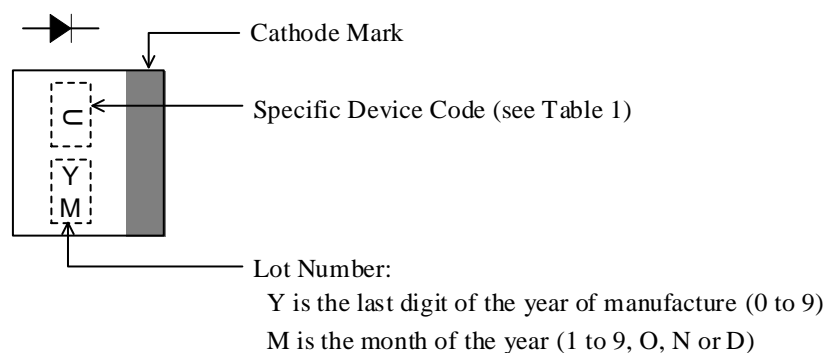 Cathode Mark
⊂
Specific Device Code (see Table 1)
Y
M
Lot Number:
Y is the last digit of the year of manufacture (0 to 9)
M is the month of the year (1 to 9, O, N or D)